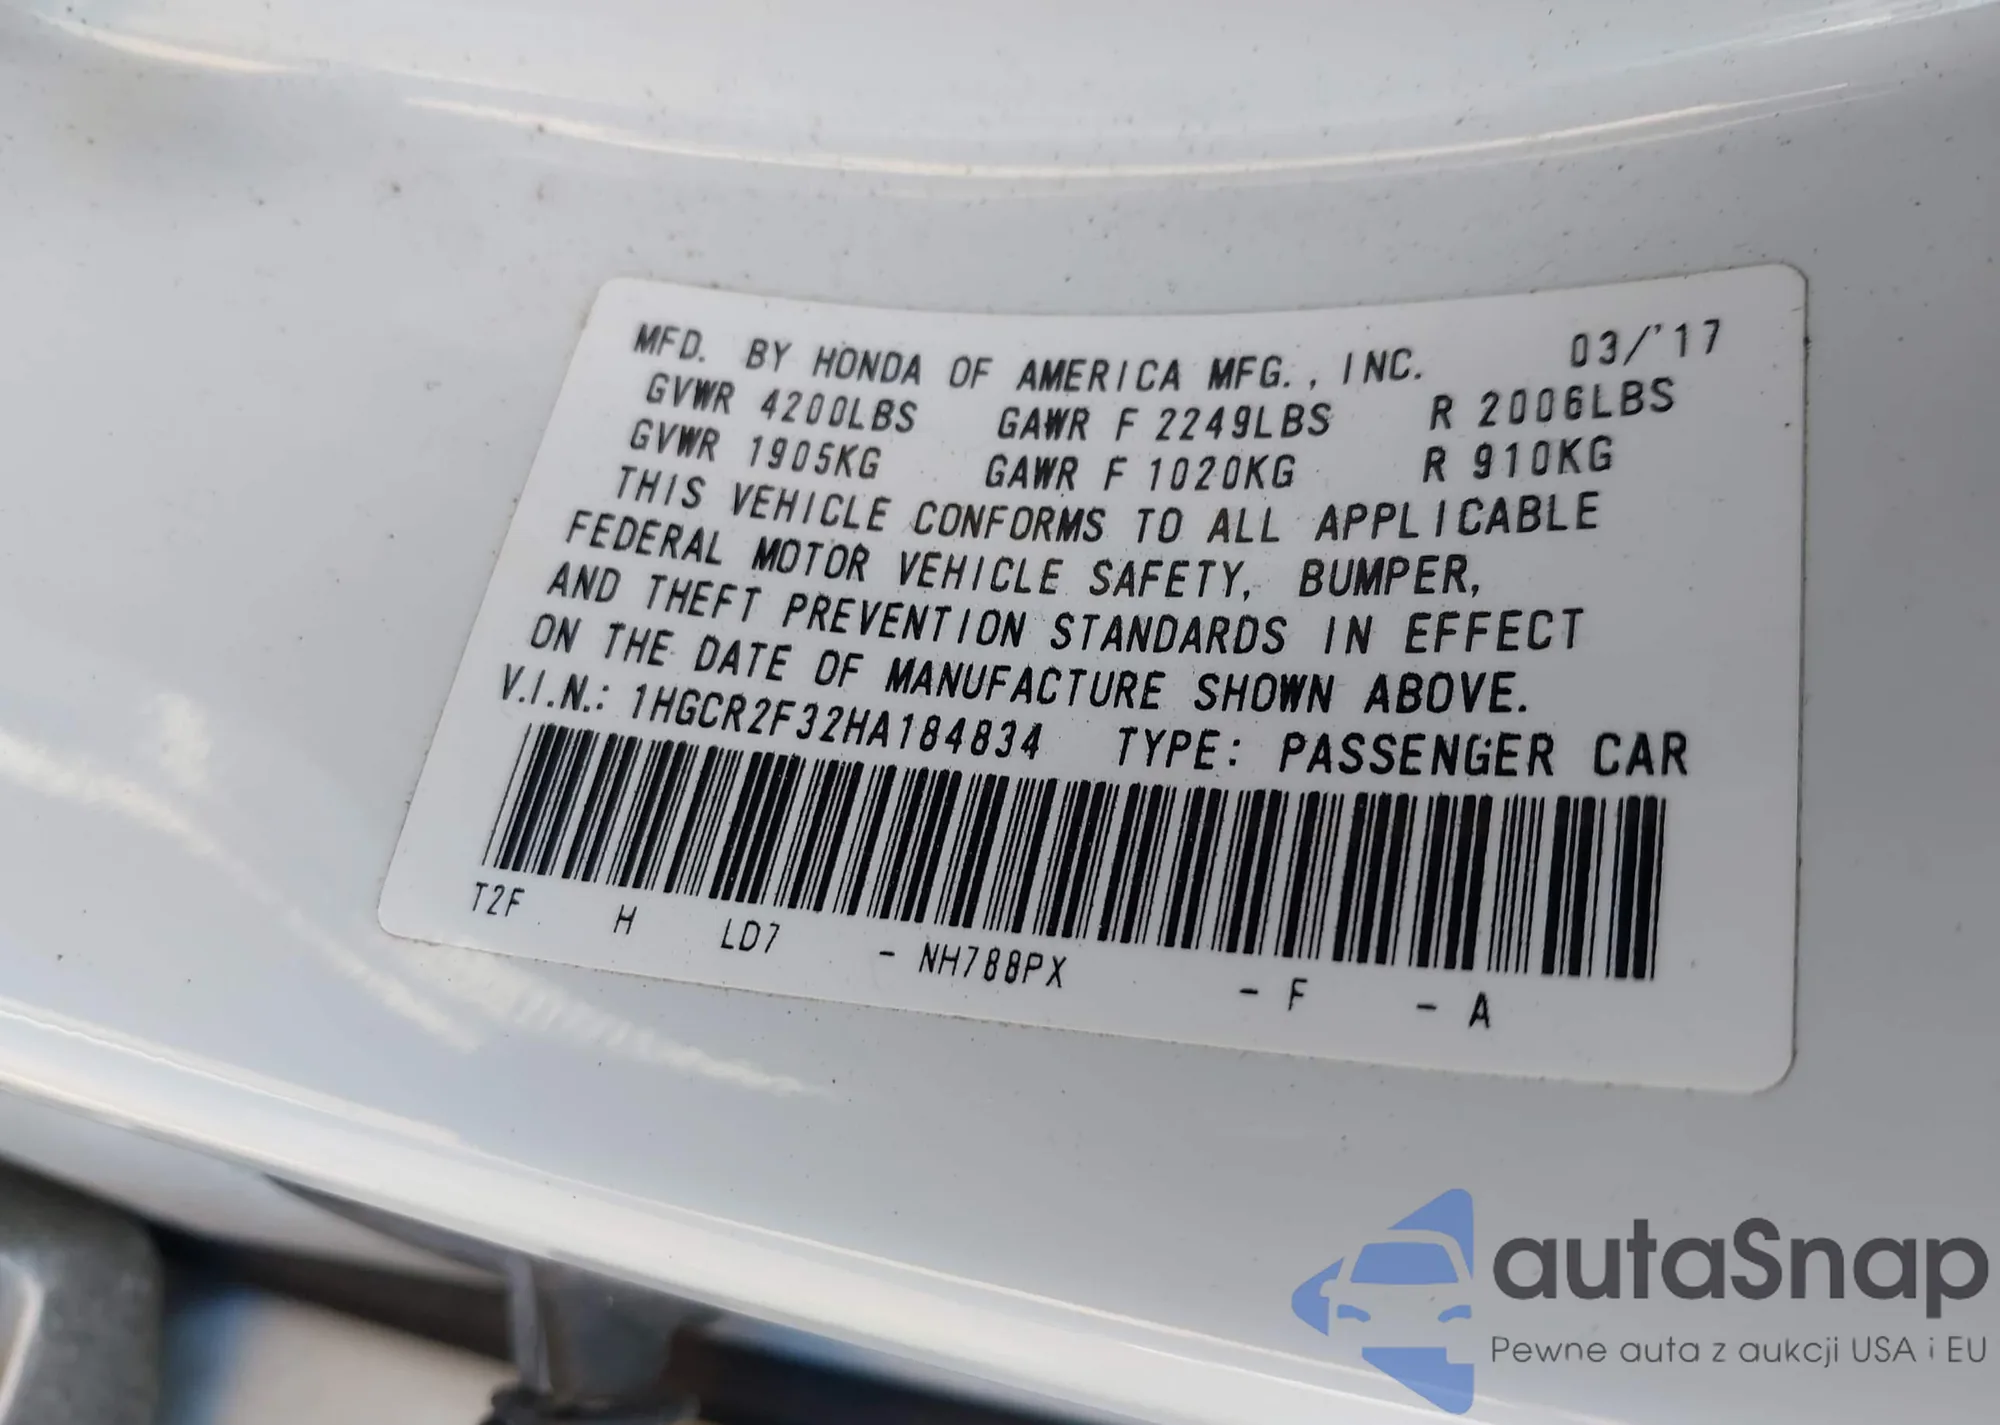 MFD. BY HONDA OF AMERICA MFG., INC. 03/'17
GVWR 4200LBS GAWR F 2249LBS R 2006LBS
GVWR 1905KG GAWR F 1020KG R 910KG
THIS VEHICLE CONFORMS TO ALL APPLICABLE
FEDERAL MOTOR VEHICLE SAFETY, BUMPER,
AND THEFT PREVENTION STANDARDS IN EFFECT
ON THE DATE OF MANUFACTURE SHOWN ABOVE.
V.I.N.: 1HGCR2F32HA184834 TYPE: PASSENGER CAR
T2F H LD7 - NH788PX - F - A
autaSnap
Pewne auta z aukcji USA i EU